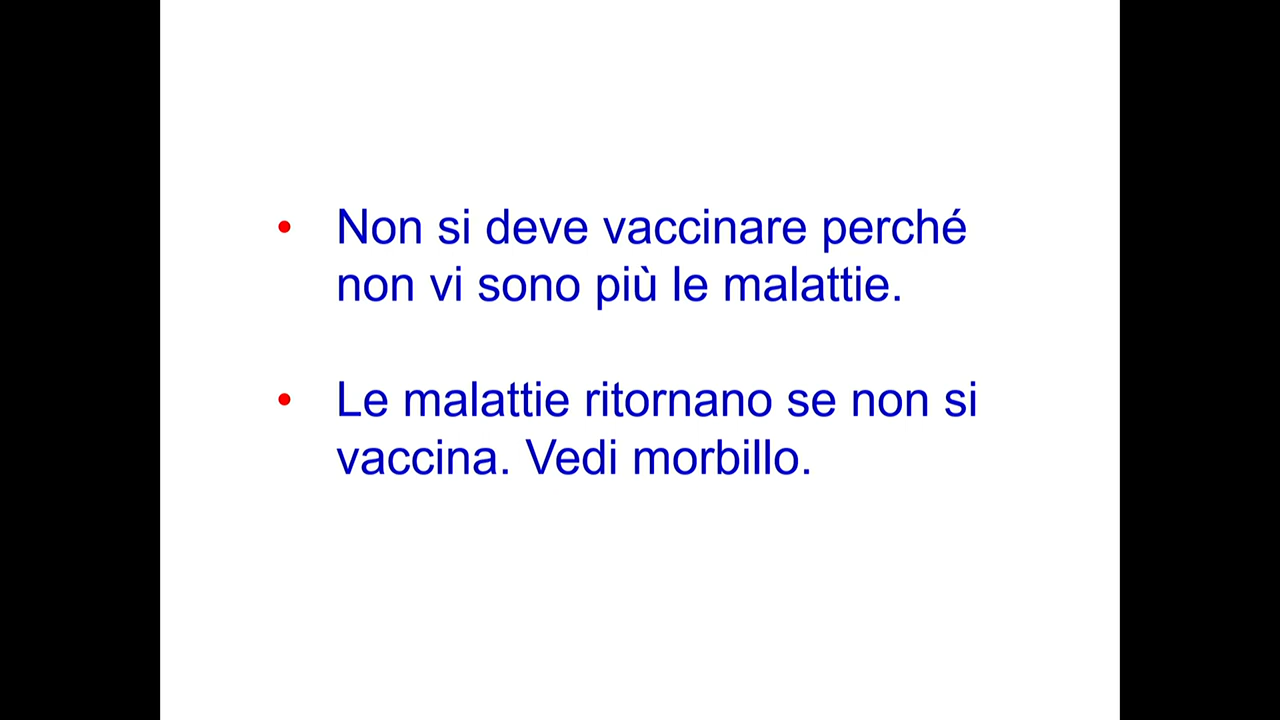 • Non si deve vaccinare perché
non vi sono più le malattie.
• Le malattie ritornano se non si
vaccina. Vedi morbillo.